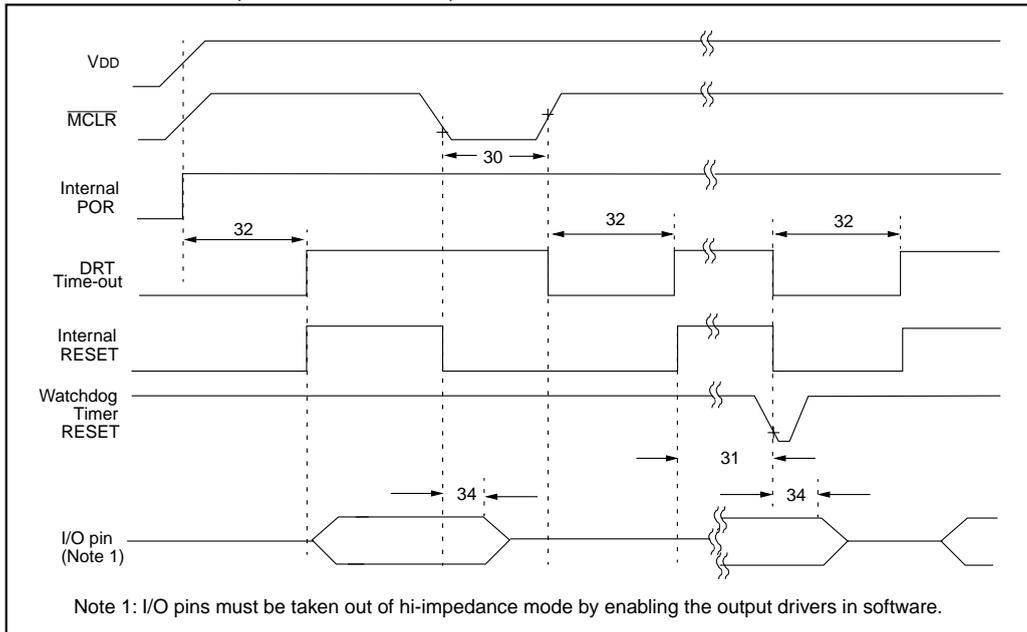 VDD
MCLR
30
Internal
POR
32
32
32
DRT
Time-out
Internal
RESET
Watchdog
Timer
RESET
31
34
34
I/O pin
(Note 1)
Note 1: I/O pins must be taken out of hi-impedance mode by enabling the output drivers in software.